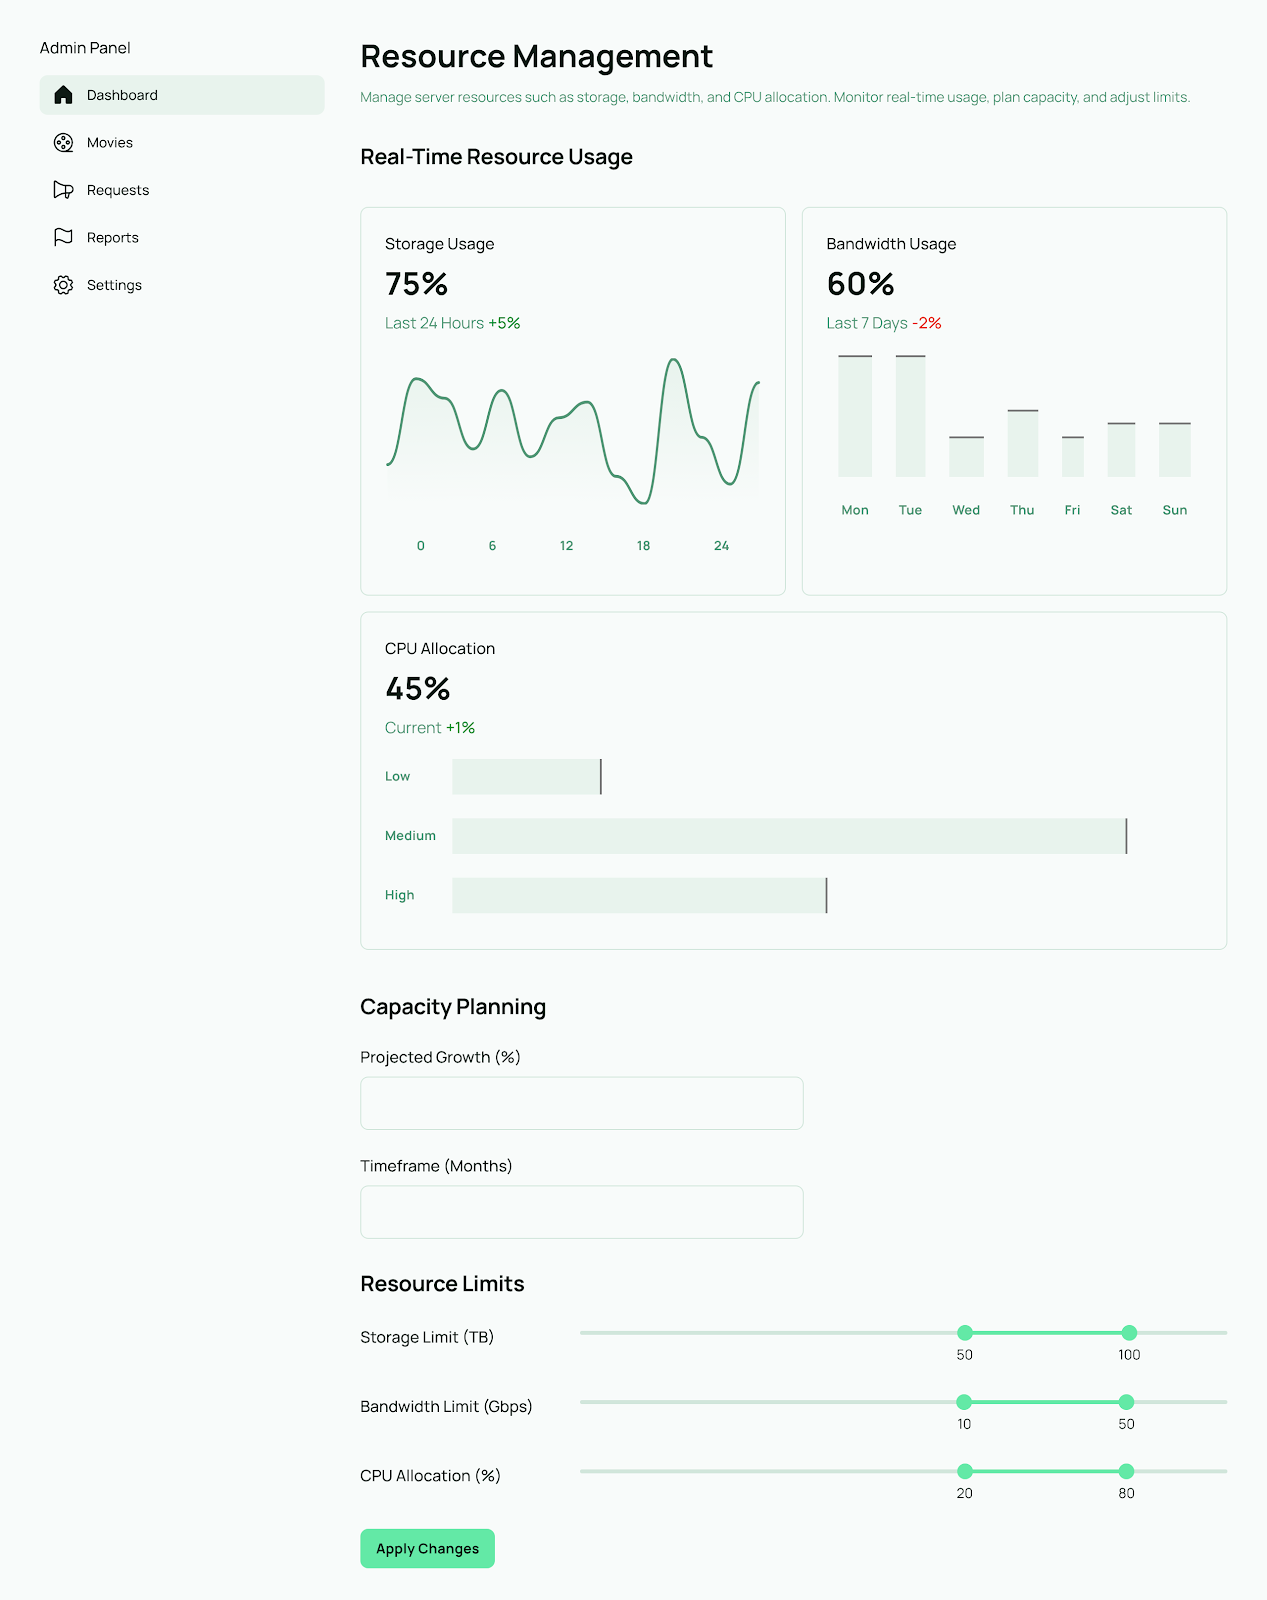 Admin Panel
Dashboard
Movies
Requests
Reports
Settings
Resource Management
Manage server resources such as storage, bandwidth, and CPU allocation. Monitor real-time usage, plan capacity, and adjust limits.
Real-Time Resource Usage
Storage Usage
75%
Last 24 Hours +5%
0 6 12 18 24
Bandwidth Usage
60%
Last 7 Days -2%
Mon Tue Wed Thu Fri Sat Sun
CPU Allocation
45%
Current +1%
Low
Medium
High
Capacity Planning
Projected Growth (%)
Timeframe (Months)
Resource Limits
Storage Limit (TB)
50 100
Bandwidth Limit (Gbps)
10 50
CPU Allocation (%)
20 80
Apply Changes